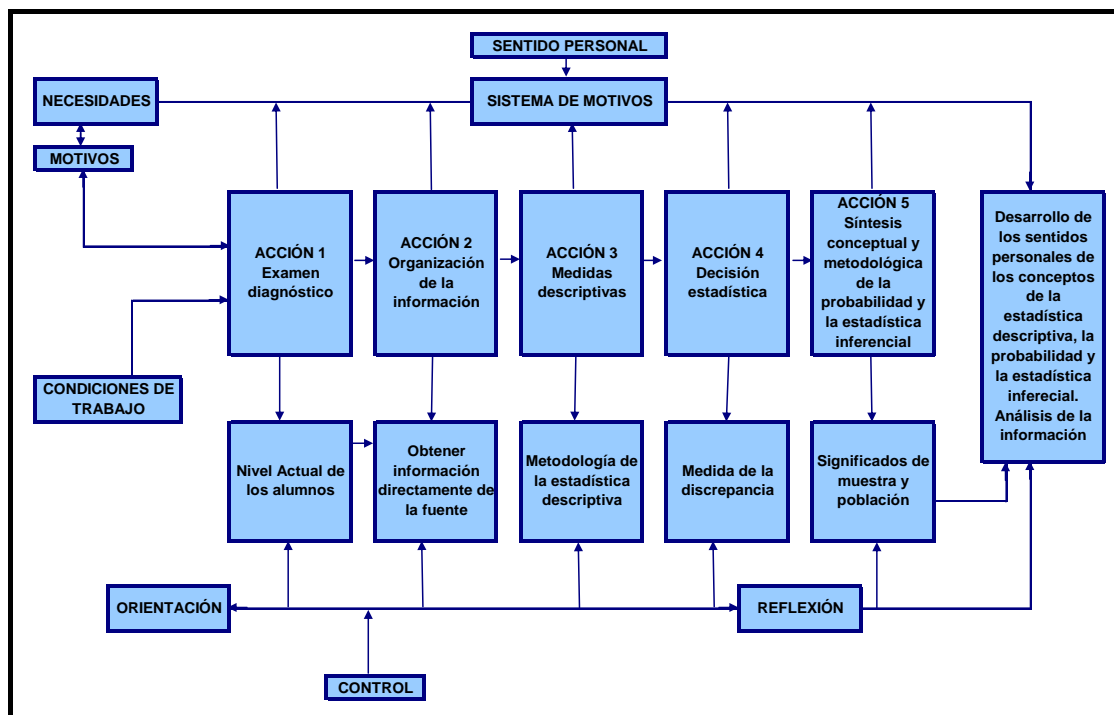 SENTIDO PERSONAL
NECESIDADES
SISTEMA DE MOTIVOS
MOTIVOS
ACCIÓN 1
Examen
diagnóstico
ACCIÓN 2
Organización
de la
información
ACCIÓN 3
Medidas
descriptivas
ACCIÓN 4
Decisión
estadística
ACCIÓN 5
Síntesis
conceptual y
metodológica
de la
probabilidad y
la estadística
inferencial
Desarrollo de
los sentidos
personales de
los conceptos
de la
estadística
descriptiva, la
probabilidad y
la estadística
inferecial.
Análisis de la
información
CONDICIONES DE
TRABAJO
Nivel Actual de
los alumnos
Obtener
información
directamente de
la fuente
Metodología de
la estadística
descriptiva
Medida de la
discrepancia
Significados de
muestra y
población
ORIENTACIÓN
REFLEXIÓN
CONTROL